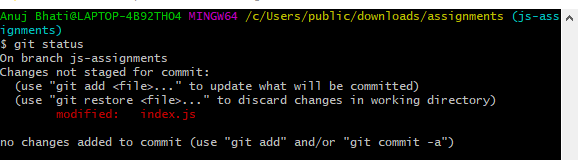 Anuj Bhati@LAPTOP-4B92TH04 MINGW64 /c/Users/public/downloads/assignments (js-ass
ignments)
$ git status
On branch js-assignments
Changes not staged for commit:
  (use "git add <file>..." to update what will be committed)
  (use "git restore <file>..." to discard changes in working directory)
        modified:   index.js

no changes added to commit (use "git add" and/or "git commit -a")